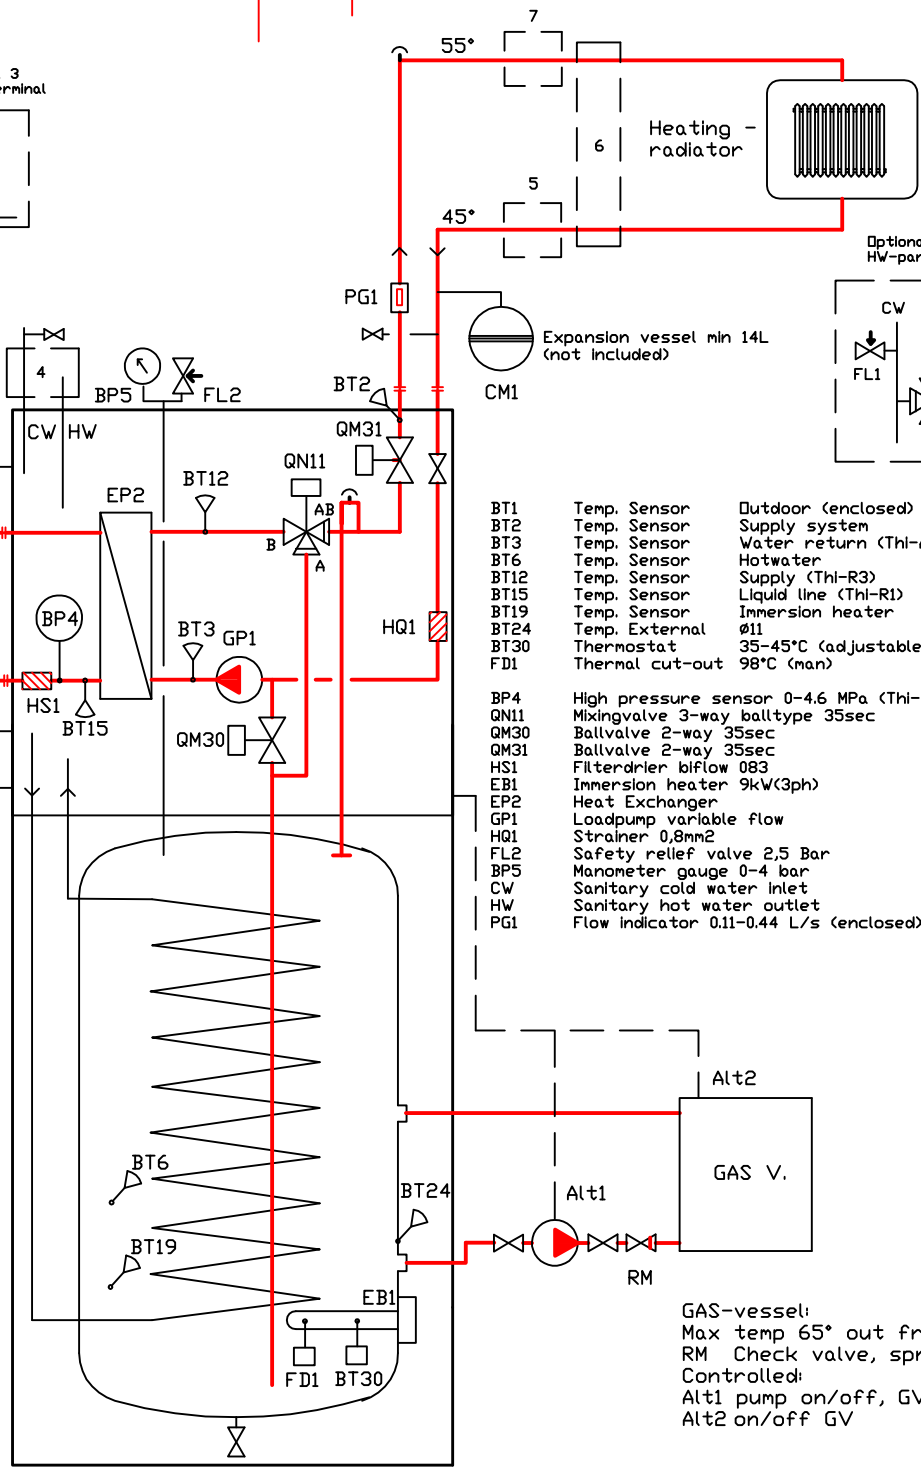 7
55°
3
erminal
6
Heating -
radiator
5
45°
Optiona
HW-par
PG1
CW
Expansion vessel min 14L
(not included)
CM1
FL1
4
BP5
FL2
BT2
CW
HW
QM31
QN11
BT12
EP2
AB
B
A
BP4
BT3
GP1
HQ1
HS1
BT15
QM30
BT1 Temp. Sensor Outdoor (enclosed)
BT2 Temp. Sensor Supply system
BT3 Temp. Sensor Water return (Thi-
BT6 Temp. Sensor Hotwater
BT12 Temp. Sensor Supply (Thi-R3)
BT15 Temp. Sensor Liquid line (Thi-R1)
BT19 Temp. Sensor Immersion heater
BT24 Temp. External ø11
BT30 Thermostat 35-45°C (adjustable
FD1 Thermal cut-out 98°C (man)
BP4 High pressure sensor 0-4.6 MPa (Thi-
QN11 Mixingvalve 3-way balltype 35sec
QM30 Ballvalve 2-way 35sec
QM31 Ballvalve 2-way 35sec
HS1 Filterdrier biflow 083
EB1 Immersion heater 9kW(3ph)
EP2 Heat Exchanger
GP1 Loadpump variable flow
HQ1 Strainer 0,8mm2
FL2 Safety relief valve 2,5 Bar
BP5 Manometer gauge 0-4 bar
CW Sanitary cold water inlet
HW Sanitary hot water outlet
PG1 Flow indicator 0.11-0.44 L/s (enclosed)
Alt2
GAS V.
BT6
BT24
Alt1
BT19
RM
EB1
FD1
BT30
GAS-vessel:
Max temp 65° out fr
RM Check valve, spr
Controlled:
Alt1 pump on/off, GV
Alt2 on/off GV